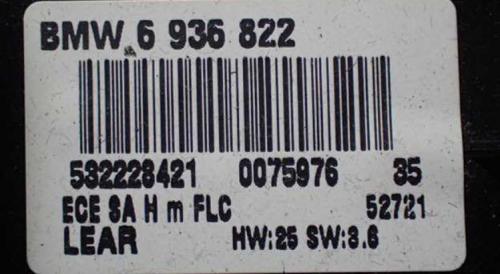 BMW 6 936 822
532228421 0075976 35
ECE SA H m FLC 52721
LEAR HW:25 SW:3.6